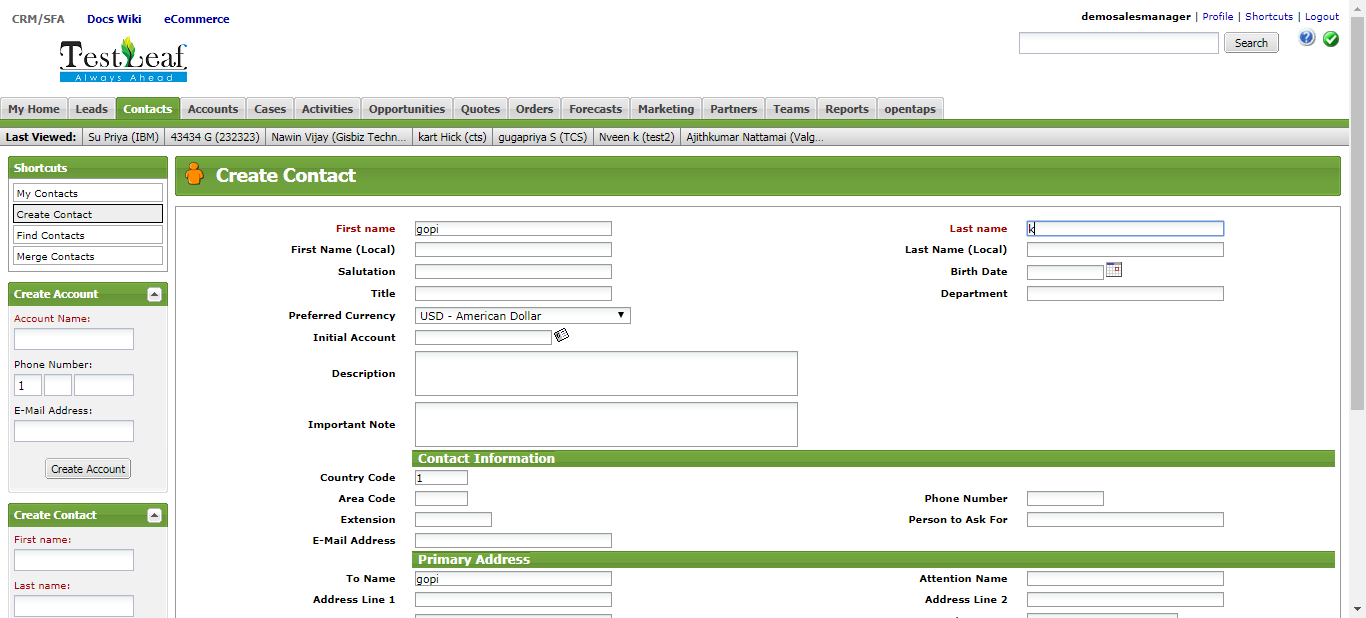 CRM/SFA Docs Wiki eCommerce
demosalesmanager | Profile | Shortcuts | Logout
TestLeaf
Always Ahead
Search
My Home Leads Contacts Accounts Cases Activities Opportunities Quotes Orders Forecasts Marketing Partners Teams Reports opentaps
Last Viewed: Su Priya (IBM) 43434 G (232323) Nawin Vijay (Gisbiz Techn... kart Hick (cts) gugapriya S (TCS) Nveen k (test2) Ajithkumar Nattamai (Valg...
Shortcuts
My Contacts
Create Contact
Find Contacts
Merge Contacts
Create Account
Account Name:
Phone Number:
1
E-Mail Address:
Create Account
Create Contact
First name:
Last name:
Create Contact
First name gopi Last name k
First Name (Local) Last Name (Local)
Salutation Birth Date
Title Department
Preferred Currency USD - American Dollar
Initial Account
Description
Important Note
Contact Information
Country Code 1
Area Code Phone Number
Extension Person to Ask For
E-Mail Address
Primary Address
To Name gopi Attention Name
Address Line 1 Address Line 2